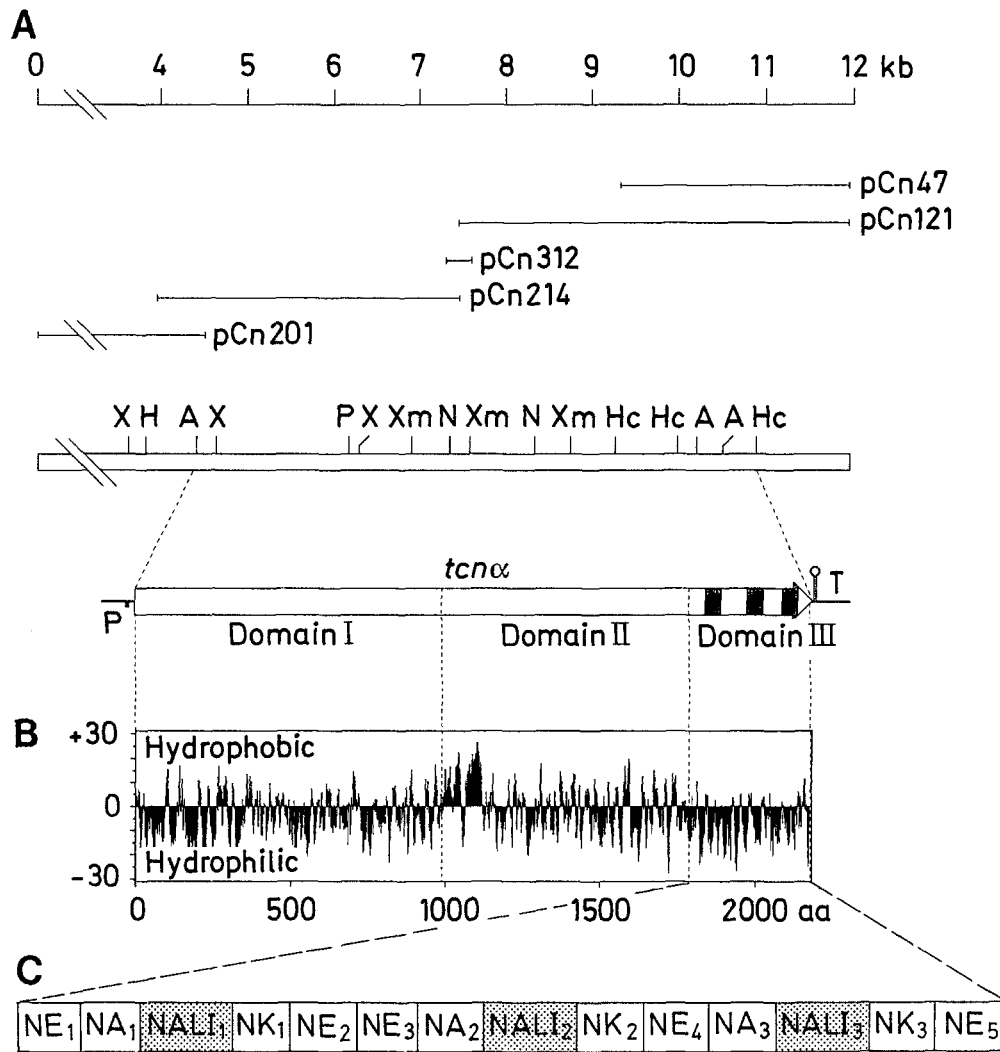 A
0 4 5 6 7 8 9 10 11 12 kb
pCn47
pCn121
pCn312
pCn214
pCn201
X H A X P X Xm N Xm N Xm Hc Hc A A Hc
tcnα
P T
Domain I Domain II Domain III
B
+30
Hydrophobic
0
Hydrophilic
-30
0 500 1000 1500 2000 aa
C
NE₁ NA₁ NALI₁ NK₁ NE₂ NE₃ NA₂ NALI₂ NK₂ NE₄ NA₃ NALI₃ NK₃ NE₅